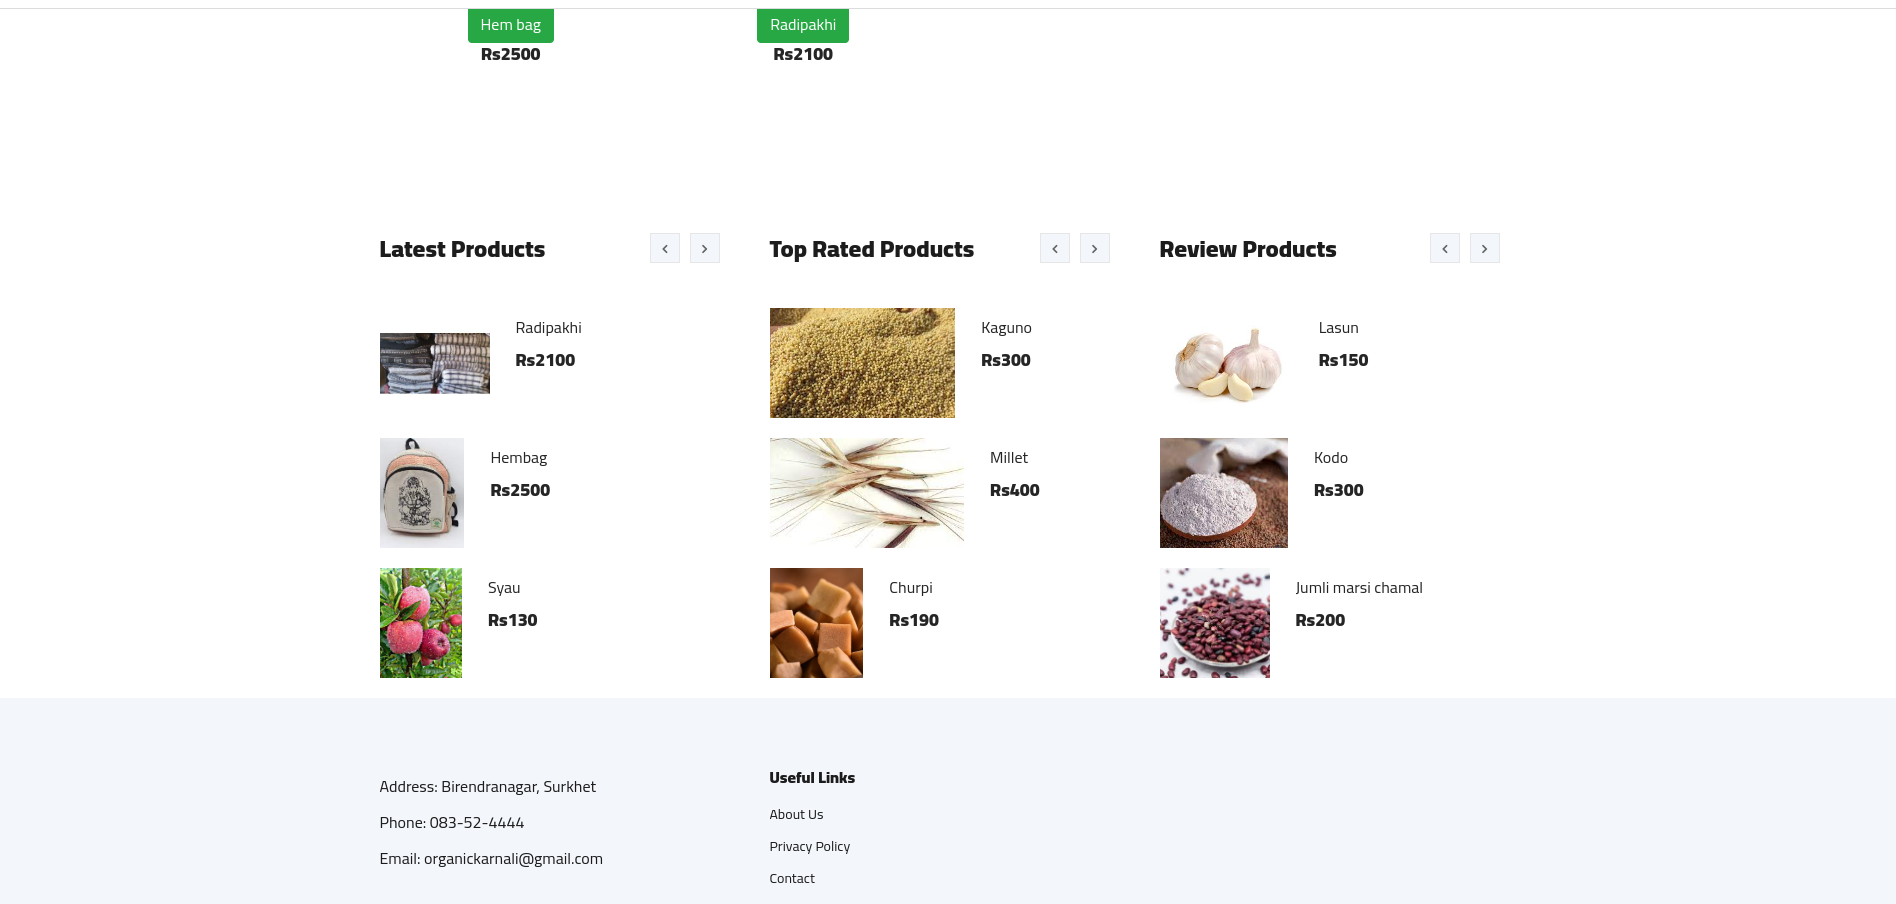 Hem bag
Rs2500
Radipakhi
Rs2100
Latest Products
Radipakhi
Rs2100
Hembag
Rs2500
Syau
Rs130
Top Rated Products
Kaguno
Rs300
Millet
Rs400
Churpi
Rs190
Review Products
Lasun
Rs150
Kodo
Rs300
Jumli marsi chamal
Rs200
Address: Birendranagar, Surkhet
Phone: 083-52-4444
Email: organickarnali@gmail.com
Useful Links
About Us
Privacy Policy
Contact